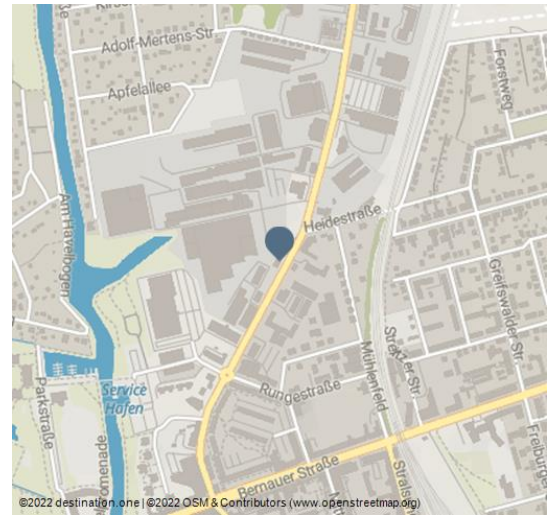 Adolf-Mertens-Str.
Apfelallee
Forstweg
Am Havelbogen
Heidestraße
Greifswalder Str.
Mühlenfeld
Parkstraße
Service
Hafen
Rungestraße
Bernauer Straße
Freiburger
©2022 destination.one | ©2022 OSM & Contributors (www.openstreetmap.org)